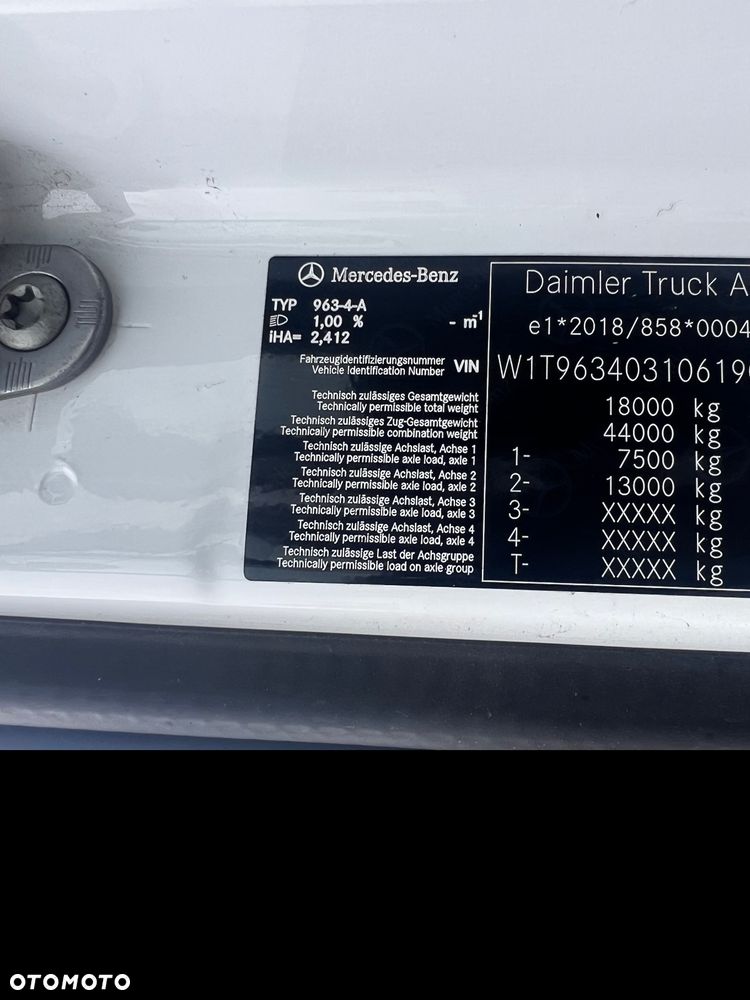 Mercedes-Benz
TYP 963-4-A
1,00 % - m⁻¹
iHA= 2,412
Fahrzeugidentifizierungsnummer
Vehicle Identification Number VIN
Technisch zulässiges Gesamtgewicht
Technically permissible total weight
Technisch zulässiges Zug-Gesamtgewicht
Technically permissible combination weight
Technisch zulässige Achslast, Achse 1
Technically permissible axle load, axle 1
Technisch zulässige Achslast, Achse 2
Technically permissible axle load, axle 2
Technisch zulässige Achslast, Achse 3
Technically permissible axle load, axle 3
Technisch zulässige Achslast, Achse 4
Technically permissible axle load, axle 4
Technisch zulässige Last der Achsgruppe
Technically permissible load on axle group
Daimler Truck A
e1*2018/858*0004
W1T96340310619
18000 kg
44000 kg
1- 7500 kg
2- 13000 kg
3- XXXXX kg
4- XXXXX kg
T- XXXXX kg
OTOMOTO